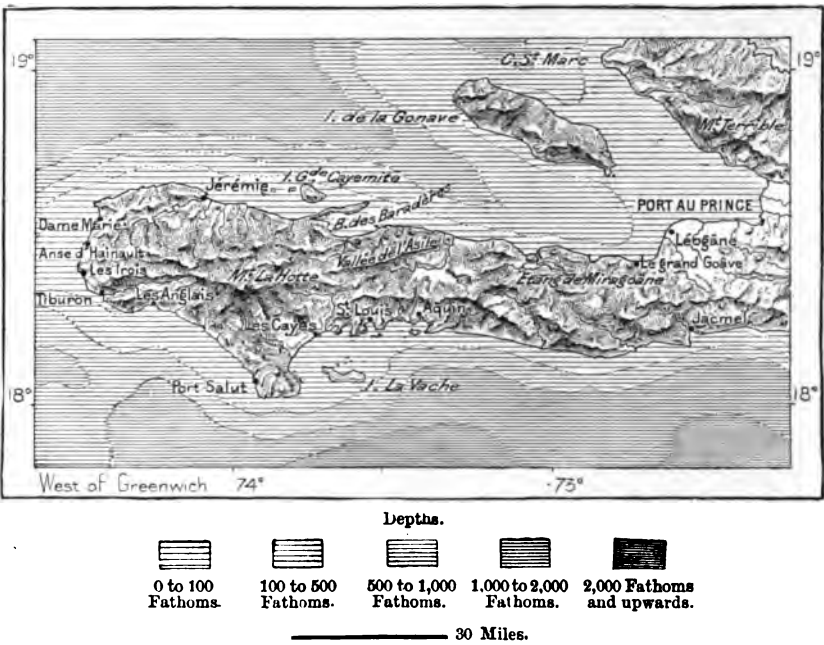 19°
C. St Marc
19°
I. de la Gonave
Mt Terrible
Jérémie
I. Gde Cayemite
PORT AU PRINCE
B. des Baradères
Dame Marie
Léogâne
Anse d'Hainault
Vallée de l'Asile
Le grand Goâve
Les Irois
Mt La Hotte
Etang de Miragoane
Tiburon
Les Anglais
St Louis
Aquin
Jacmel
Les Cayes
Port Salut
I. La Vache
18°
18°
West of Greenwich 74°
73°
Depths.
0 to 100
Fathoms.
100 to 500
Fathoms.
500 to 1,000
Fathoms.
1,000 to 2,000
Fathoms.
2,000 Fathoms
and upwards.
30 Miles.